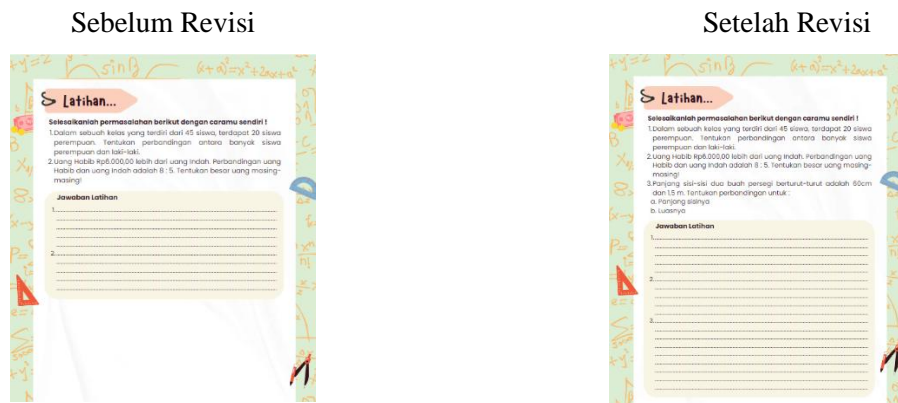 Sebelum Revisi
Latihan...
Selesaikanlah permasalahan berikut dengan caramu sendiri !
1.Dalam sebuah kelas yang terdiri dari 45 siswa, terdapat 20 siswa
perempuan. Tentukan perbandingan antara banyak siswa
perempuan dan laki-laki.
2.Uang Habib Rp6.000,00 lebih dari uang Indah. Perbandingan uang
Habib dan uang Indah adalah 8 : 5. Tentukan besar uang masing-
masing!
Jawaban Latihan
1.
2.
Setelah Revisi
Latihan...
Selesaikanlah permasalahan berikut dengan caramu sendiri !
1.Dalam sebuah kelas yang terdiri dari 45 siswa, terdapat 20 siswa
perempuan. Tentukan perbandingan antara banyak siswa
perempuan dan laki-laki.
2.Uang Habib Rp6.000,00 lebih dari uang Indah. Perbandingan uang
Habib dan uang Indah adalah 8 : 5. Tentukan besar uang masing-
masing!
3.Panjang sisi-sisi dua buah persegi berturut-turut adalah 60cm
dan 1,5 m. Tentukan perbandingan untuk :
a. Panjang sisinya
b. Luasnya
Jawaban Latihan
1.
2.
3.